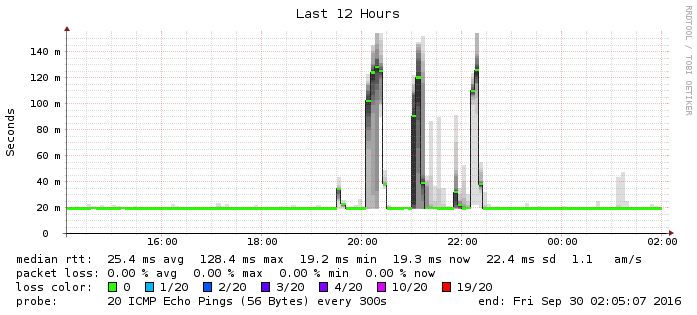 Last 12 Hours
RRDTOOL / TOBI OETIKER
Seconds
140 m
120 m
100 m
80 m
60 m
40 m
20 m
0
16:00 18:00 20:00 22:00 00:00 02:00
median rtt: 25.4 ms avg 128.4 ms max 19.2 ms min 19.3 ms now 22.4 ms sd 1.1 am/s
packet loss: 0.00 % avg 0.00 % max 0.00 % min 0.00 % now
loss color: 0 1/20 2/20 3/20 4/20 10/20 19/20
probe: 20 ICMP Echo Pings (56 Bytes) every 300s end: Fri Sep 30 02:05:07 2016